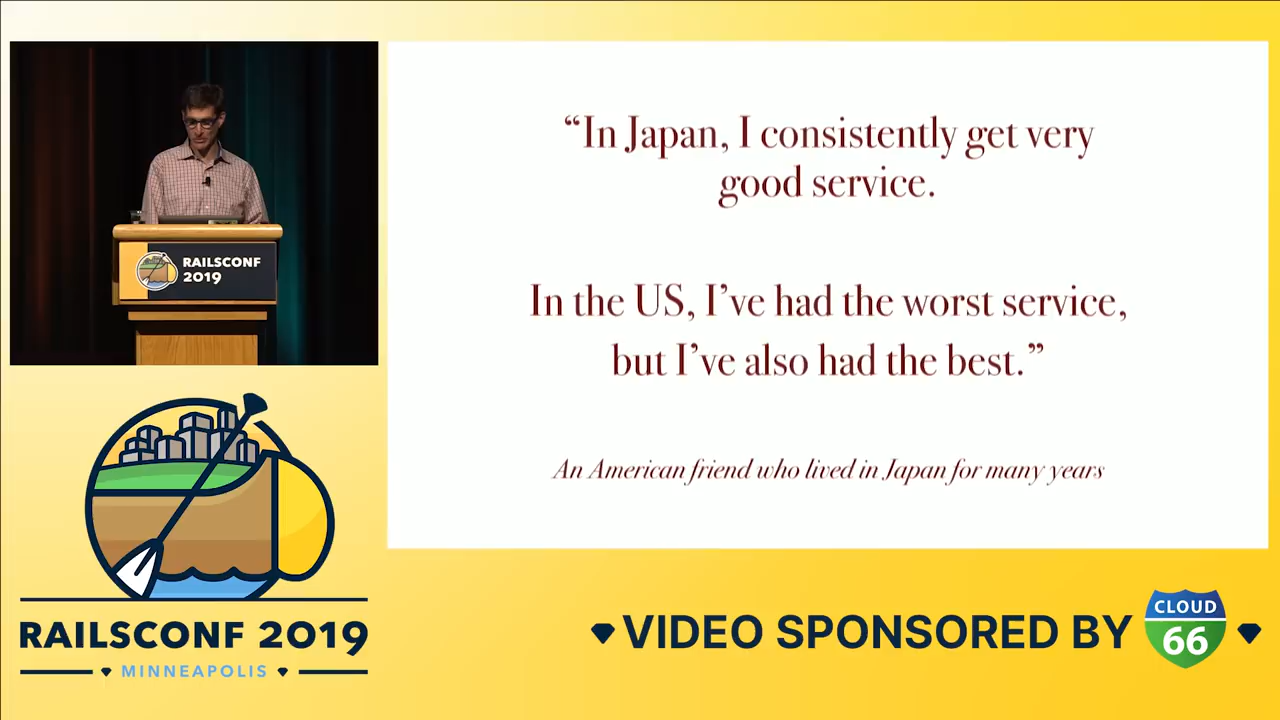 RAILSCONF
2019
“In Japan, I consistently get very
good service.
In the US, I’ve had the worst service,
but I’ve also had the best.”
An American friend who lived in Japan for many years
RAILSCONF 2019
MINNEAPOLIS
VIDEO SPONSORED BY
CLOUD
66